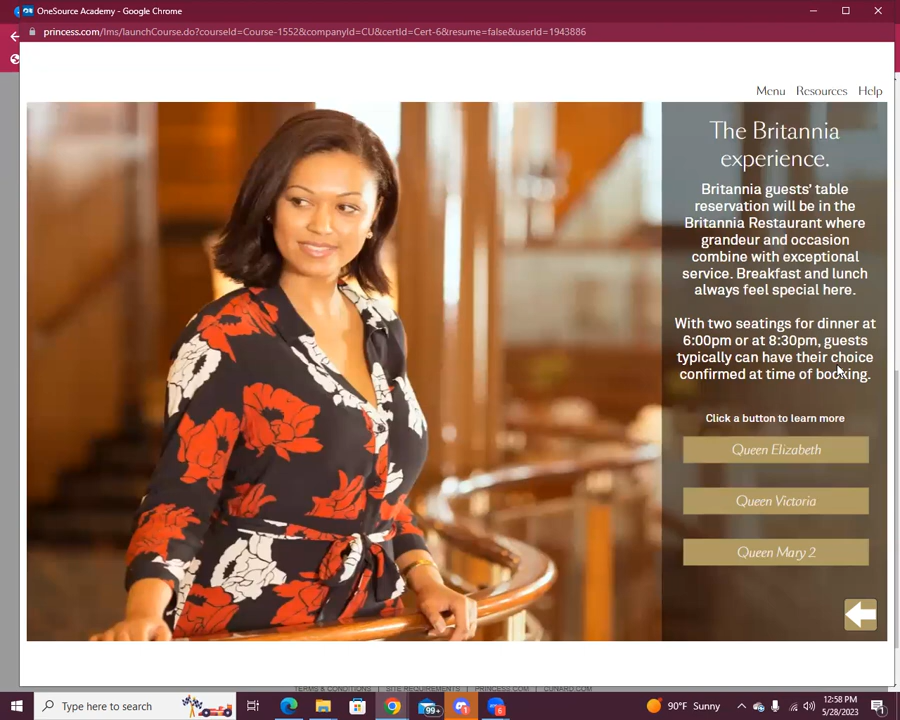 OneSource Academy - Google Chrome
princess.com/lms/launchCourse.do?courseId=Course-1552&companyId=CU&certId=Cert-6&resume=false&userId=1943886
Menu Resources Help
The Britannia
experience.
Britannia guests’ table
reservation will be in the
Britannia Restaurant where
grandeur and occasion
combine with exceptional
service. Breakfast and lunch
always feel special here.
With two seatings for dinner at
6:00pm or at 8:30pm, guests
typically can have their choice
confirmed at time of booking.
Click a button to learn more
Queen Elizabeth
Queen Victoria
Queen Mary 2
TERMS & CONDITIONS | SITE REQUIREMENTS | PRINCESS.COM | CUNARD.COM
Type here to search
99+
6
90°F Sunny
12:58 PM
5/28/2023